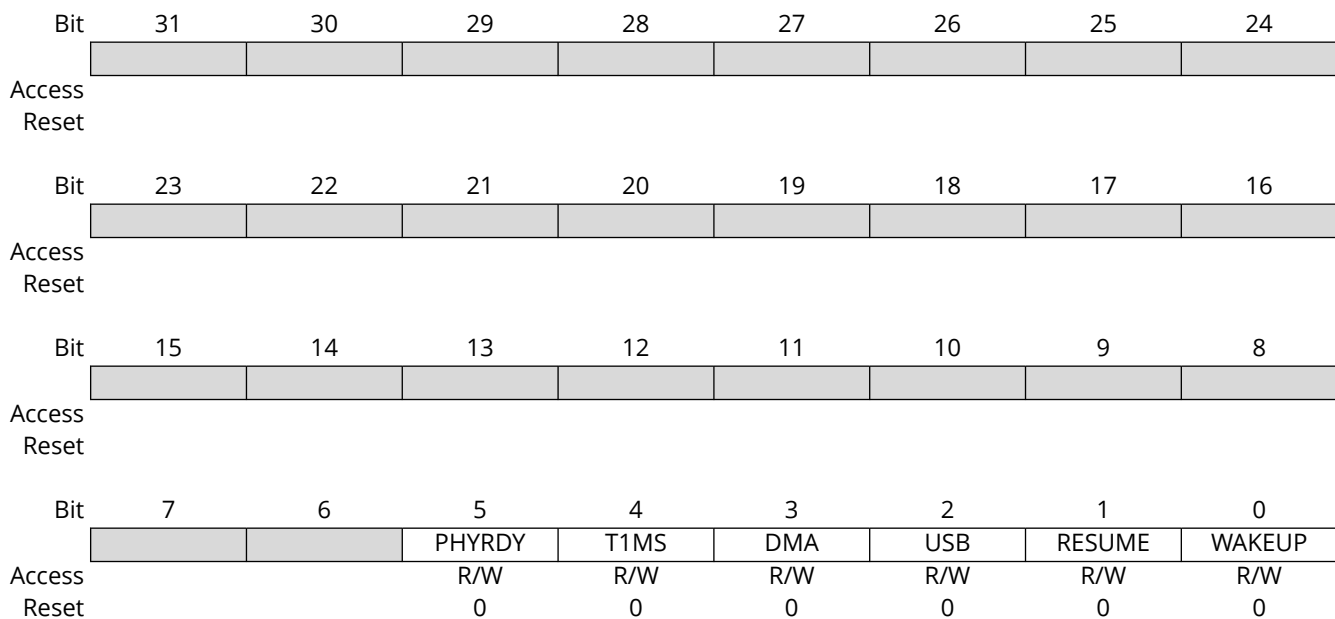 Bit 31 30 29 28 27 26 25 24
Access
Reset
Bit 23 22 21 20 19 18 17 16
Access
Reset
Bit 15 14 13 12 11 10 9 8
Access
Reset
Bit 7 6 5 4 3 2 1 0
PHYRDY T1MS DMA USB RESUME WAKEUP
Access R/W R/W R/W R/W R/W R/W
Reset 0 0 0 0 0 0